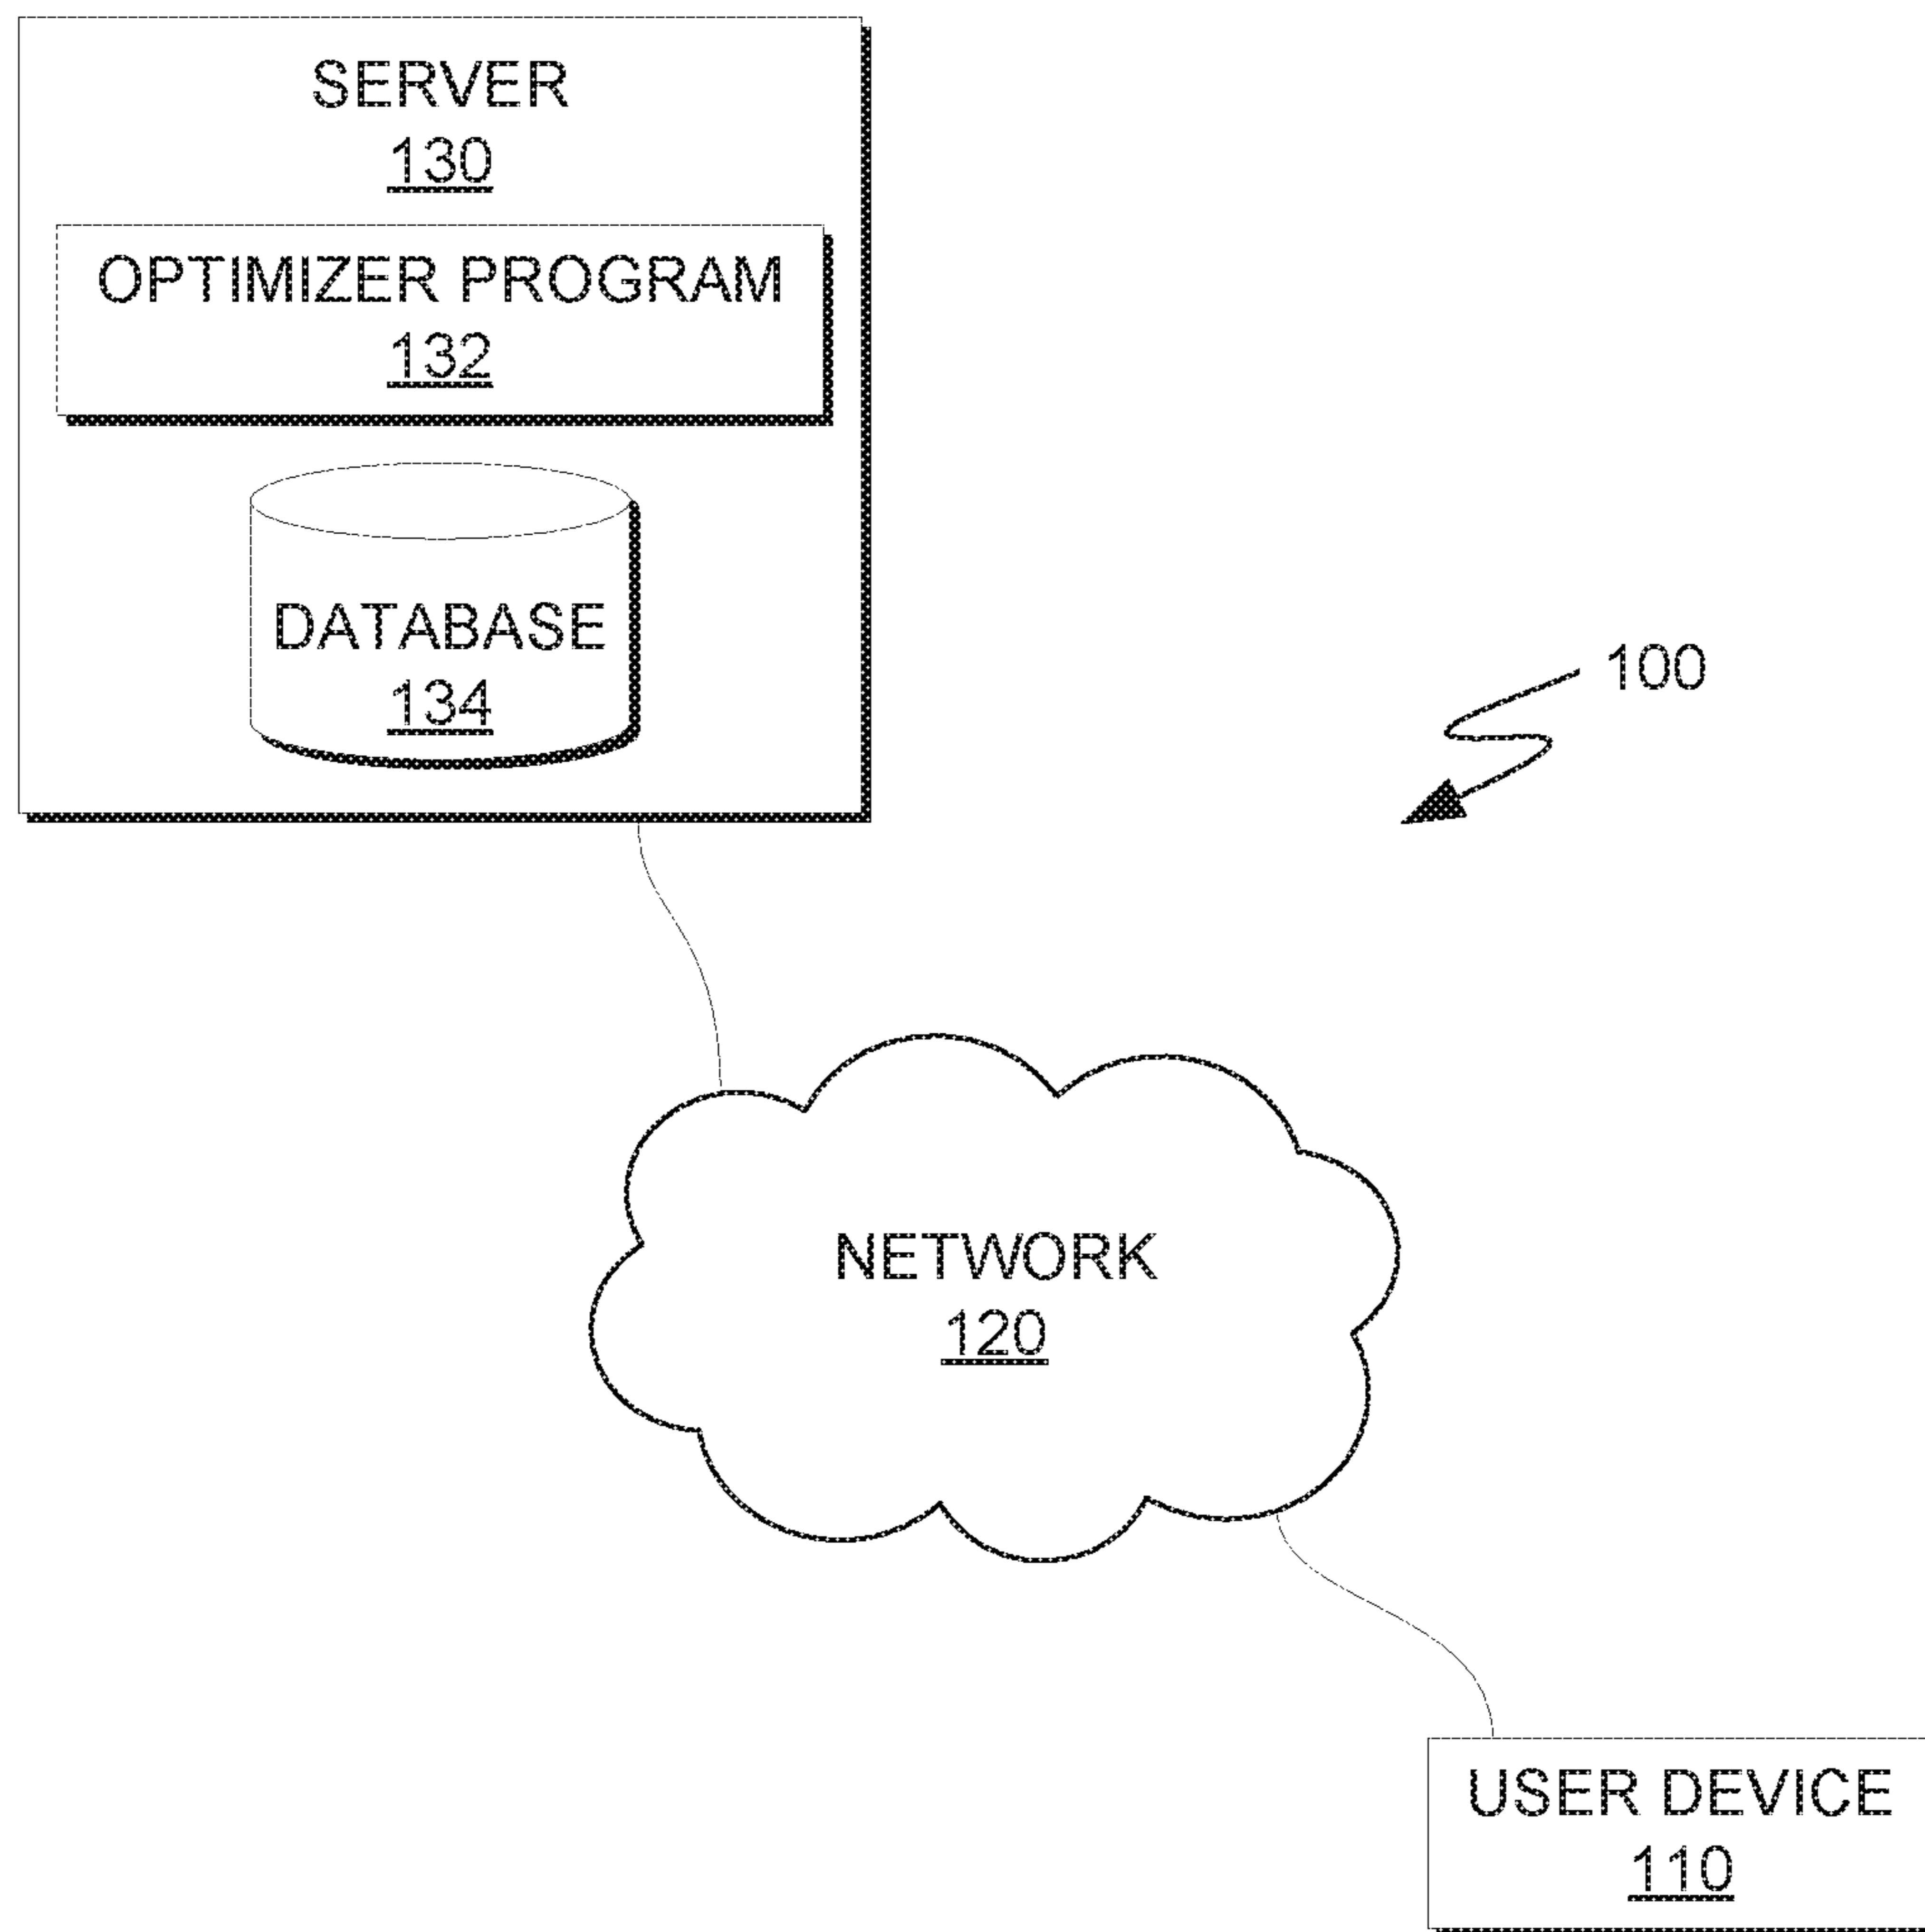 SERVER
130
OPTIMIZER PROGRAM
132
DATABASE
134
100
NETWORK
120
USER DEVICE
110